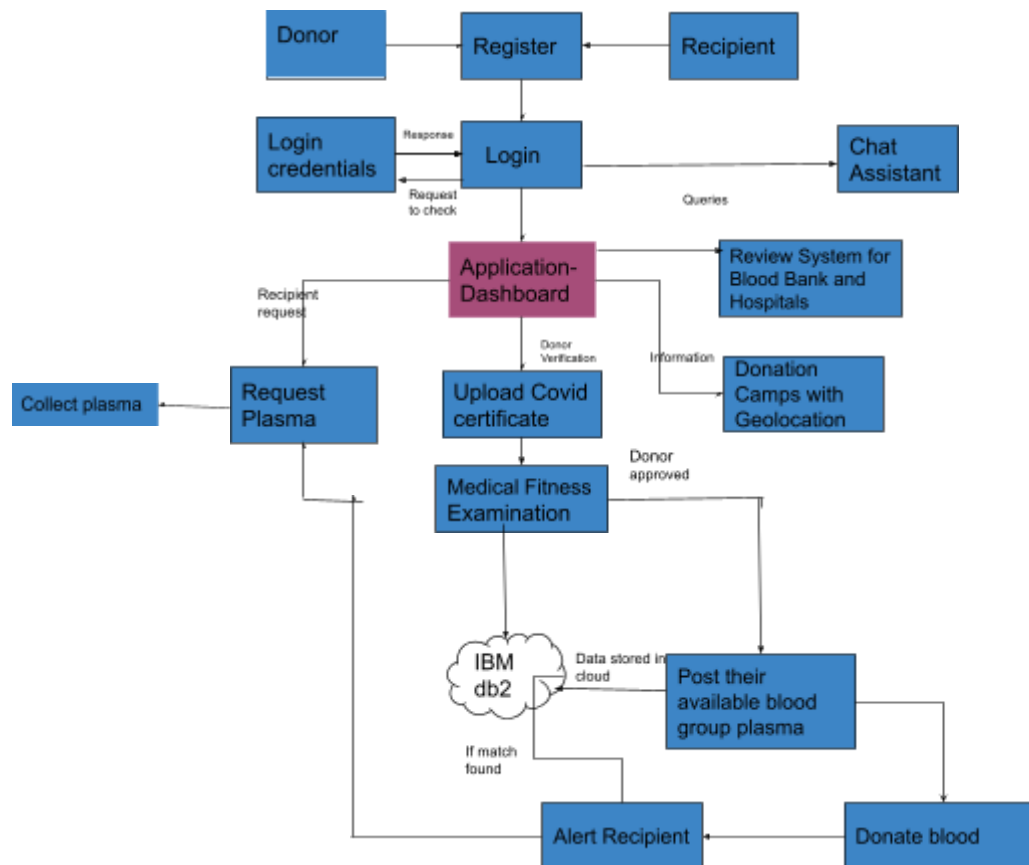 Donor
Register
Recipient
Login
credentials
Response
Request
to check
Login
Chat
Assistant
Queries
Application-
Dashboard
Review System for
Blood Bank and
Hospitals
Recipient
request
Donor
Verification
Information
Collect plasma
Request
Plasma
Upload Covid
certificate
Donation
Camps with
Geolocation
Medical Fitness
Examination
Donor
approved
IBM
db2
Data stored in
cloud
Post their
available blood
group plasma
If match
found
Alert Recipient
Donate blood